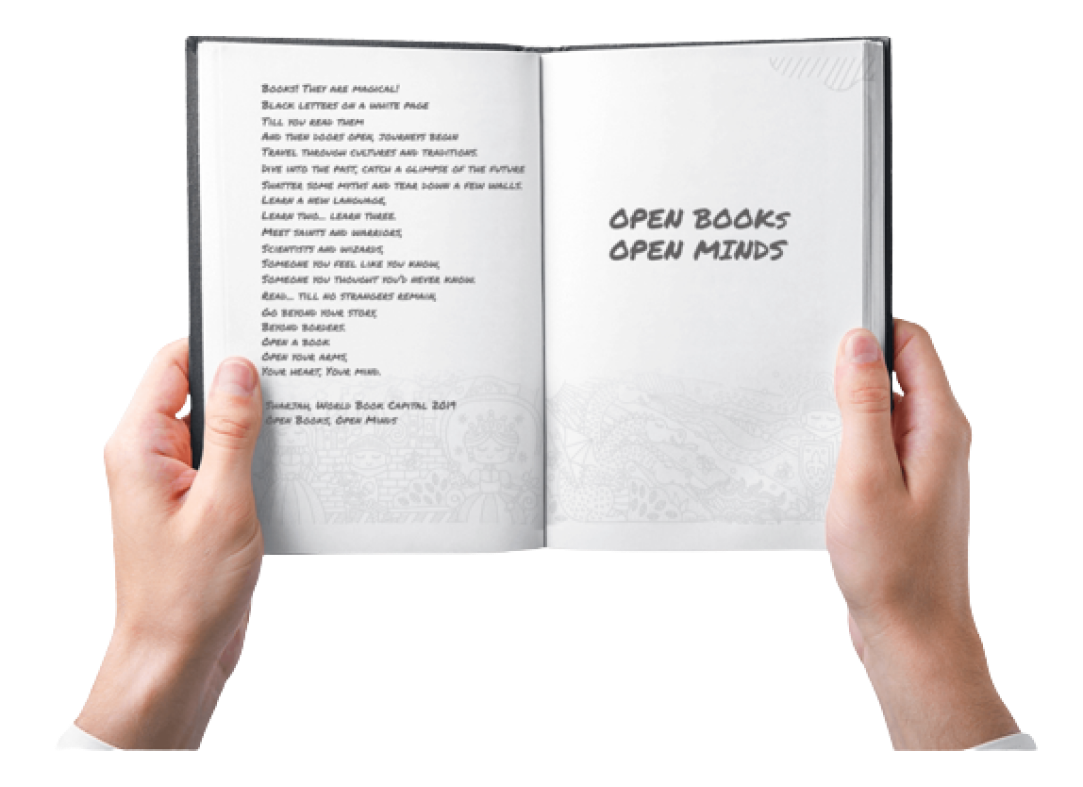 Books! They are magical!
Black letters on a white page
Till you read them
And then doors open, journeys begin
Travel through cultures and traditions.
Dive into the past, catch a glimpse of the future
Shatter some myths and tear down a few walls.
Learn a new language,
Learn two... learn three.
Meet saints and warriors,
Scientists and wizards,
Someone you feel like you know,
Someone you thought you'd never know.
Read... till no strangers remain,
Go beyond your story,
Beyond borders.
Open a book
Open your arms,
Your heart, Your mind.
Sharjah, World Book Capital 2019
Open Books, Open Minds
OPEN BOOKS
OPEN MINDS